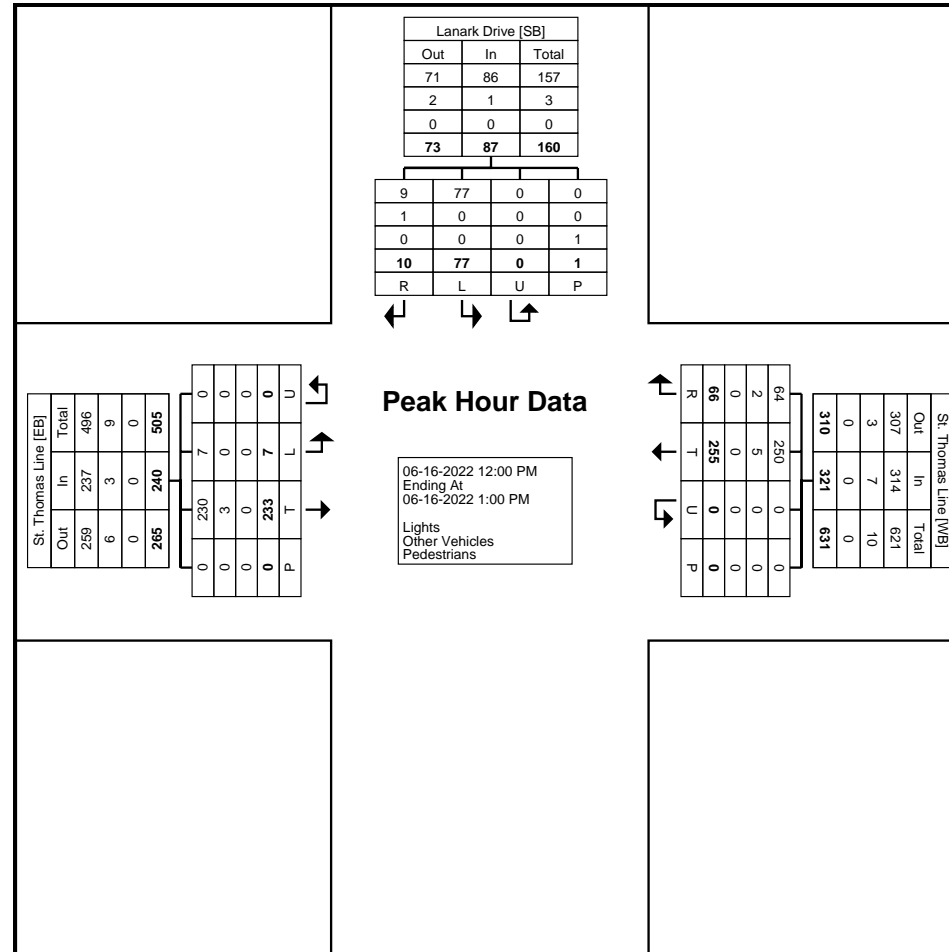 Lanark Drive [SB]
Out In Total
71 86 157
2 1 3
0 0 0
73 87 160
9 77 0 0
1 0 0 0
0 0 0 1
10 77 0 1
R L U P
St. Thomas Line [EB]
Total 496 9 0 505
In 237 3 0 240
Out 259 6 0 265
0 0 0 0 U
7 0 0 7 L
230 3 0 233 T
0 0 0 0 P
Peak Hour Data
06-16-2022 12:00 PM
Ending At
06-16-2022 1:00 PM
Lights
Other Vehicles
Pedestrians
R 66 0 2 64
T 255 0 5 250
U 0 0 0 0
P 0 0 0 0
310 0 3 307 Out
321 0 7 314 In
631 0 10 621 Total
St. Thomas Line [WB]